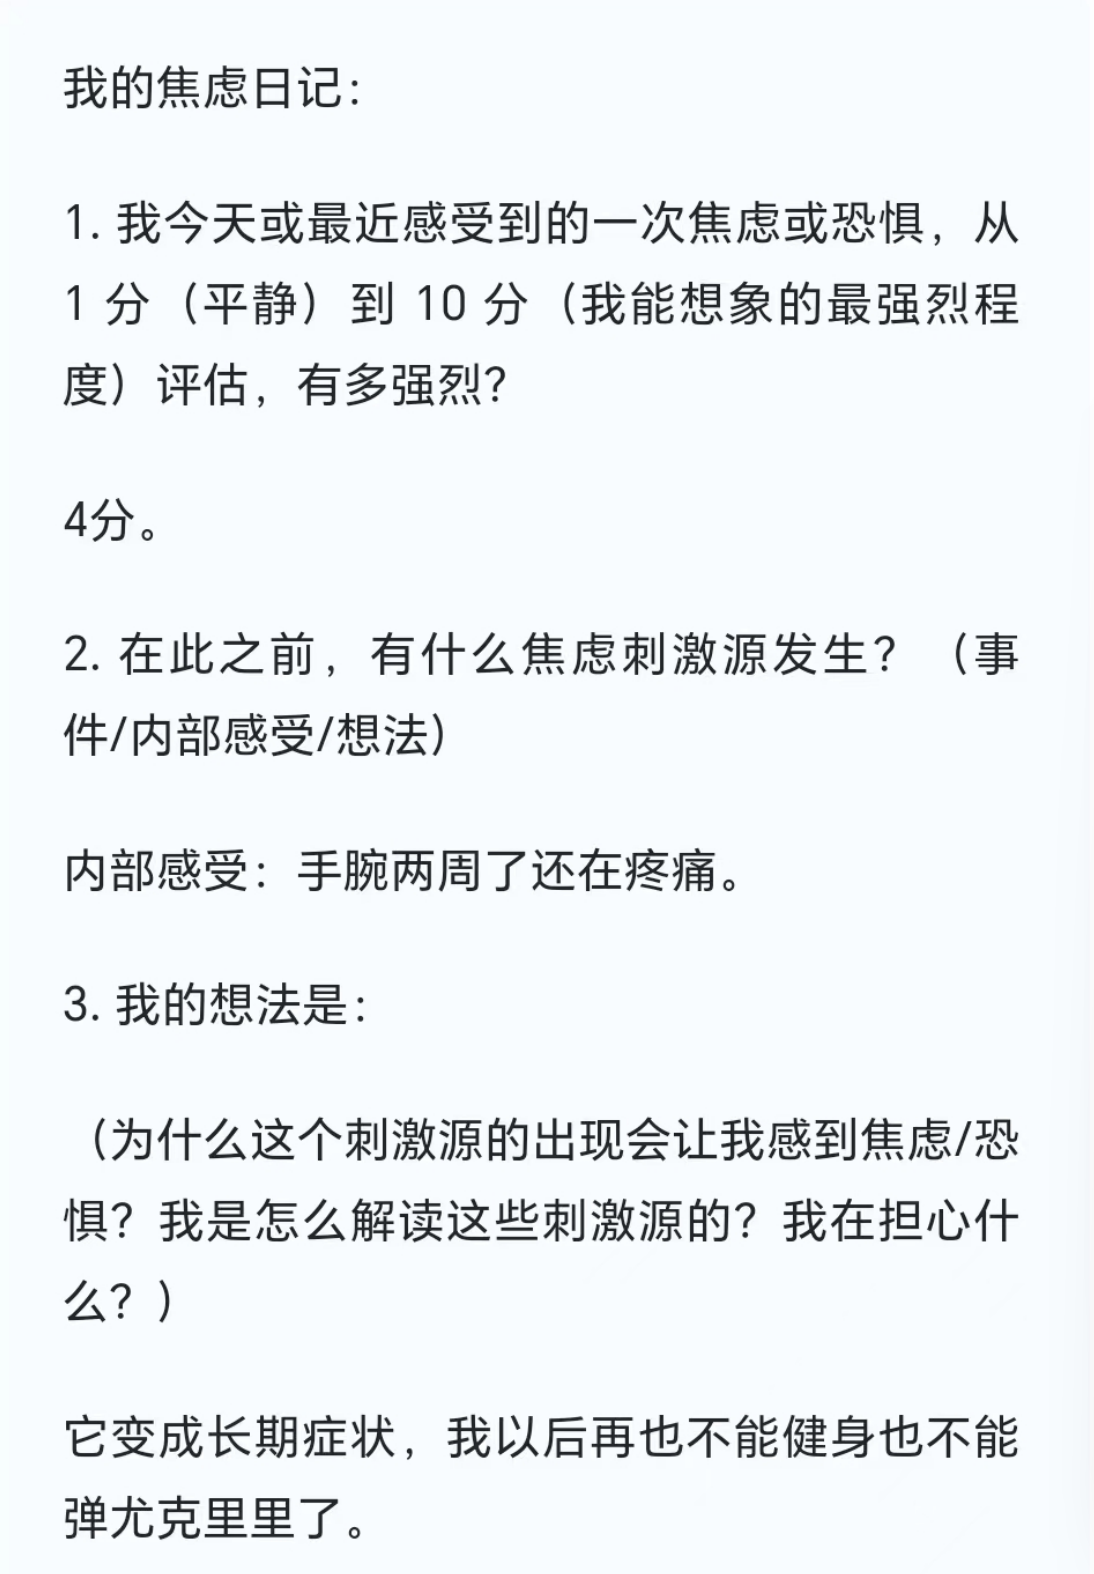 我的焦虑日记：
1. 我今天或最近感受到的一次焦虑或恐惧，从
1 分（平静）到 10 分（我能想象的最强烈程
度）评估，有多强烈？
4分。
2. 在此之前，有什么焦虑刺激源发生？（事
件/内部感受/想法）
内部感受：手腕两周了还在疼痛。
3. 我的想法是：
（为什么这个刺激源的出现会让我感到焦虑/恐
惧？我是怎么解读这些刺激源的？我在担心什
么？）
它变成长期症状，我以后再也不能健身也不能
弹尤克里里了。